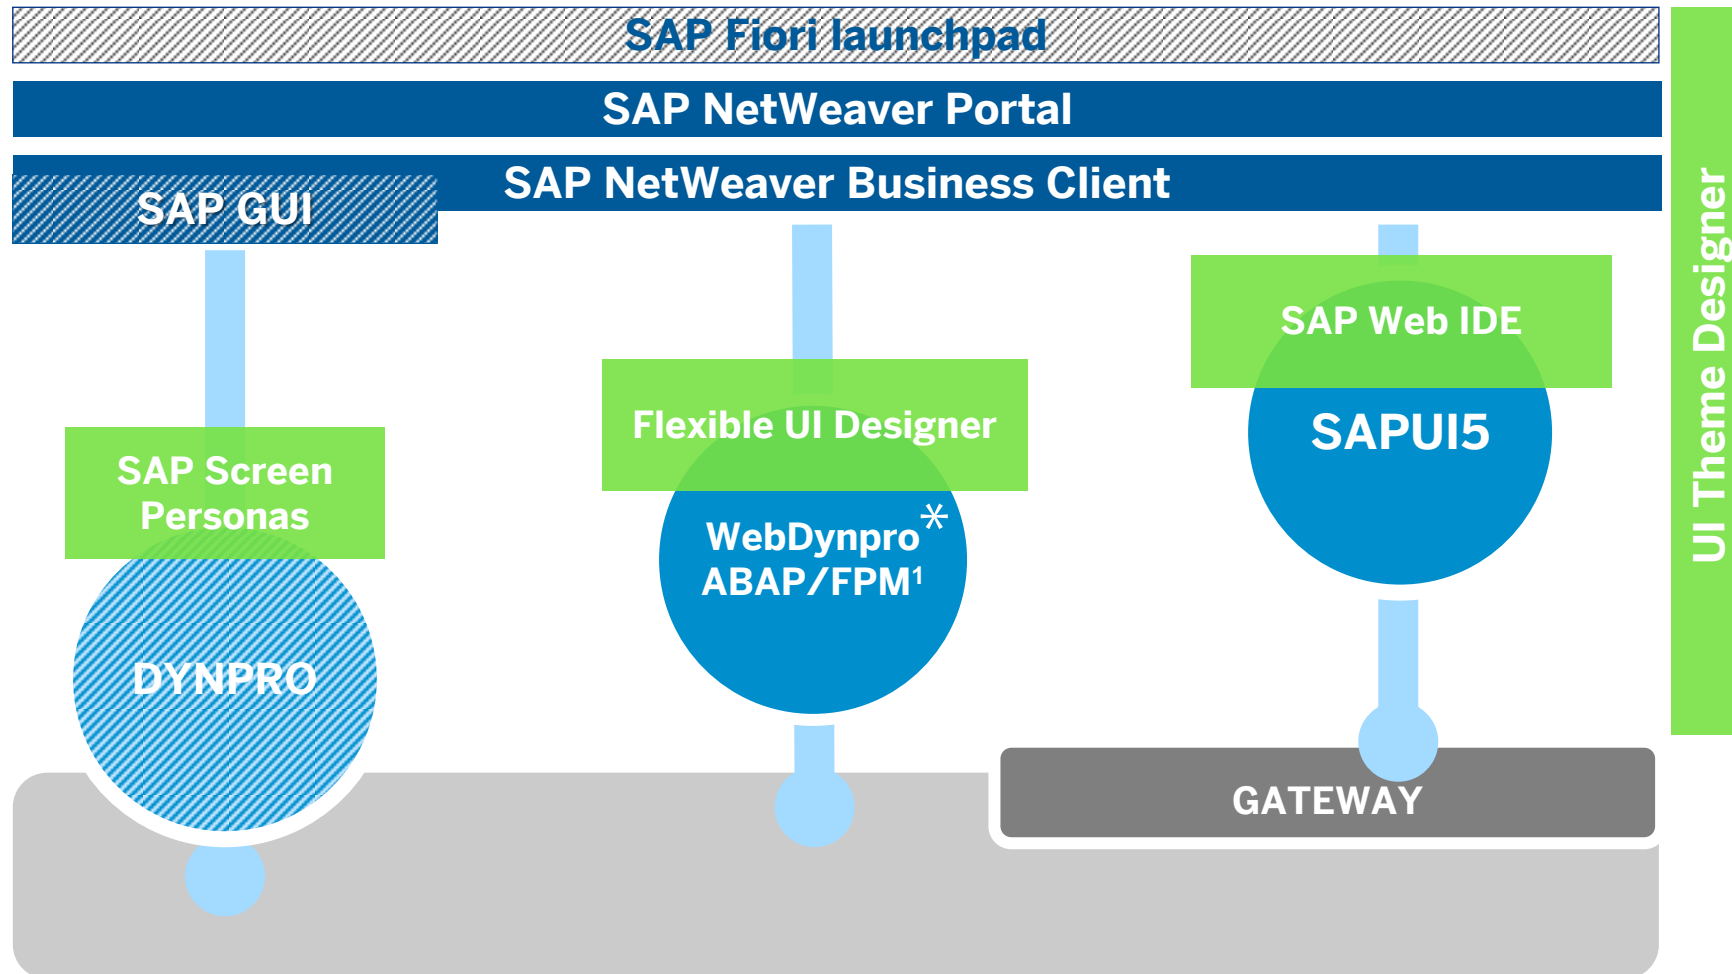 SAP Fiori launchpad
SAP NetWeaver Portal
SAP NetWeaver Business Client
SAP GUI
SAP Web IDE
SAPUI5
Flexible UI Designer
WebDynpro*
ABAP/FPM¹
SAP Screen
Personas
DYNPRO
GATEWAY
UI Theme Designer